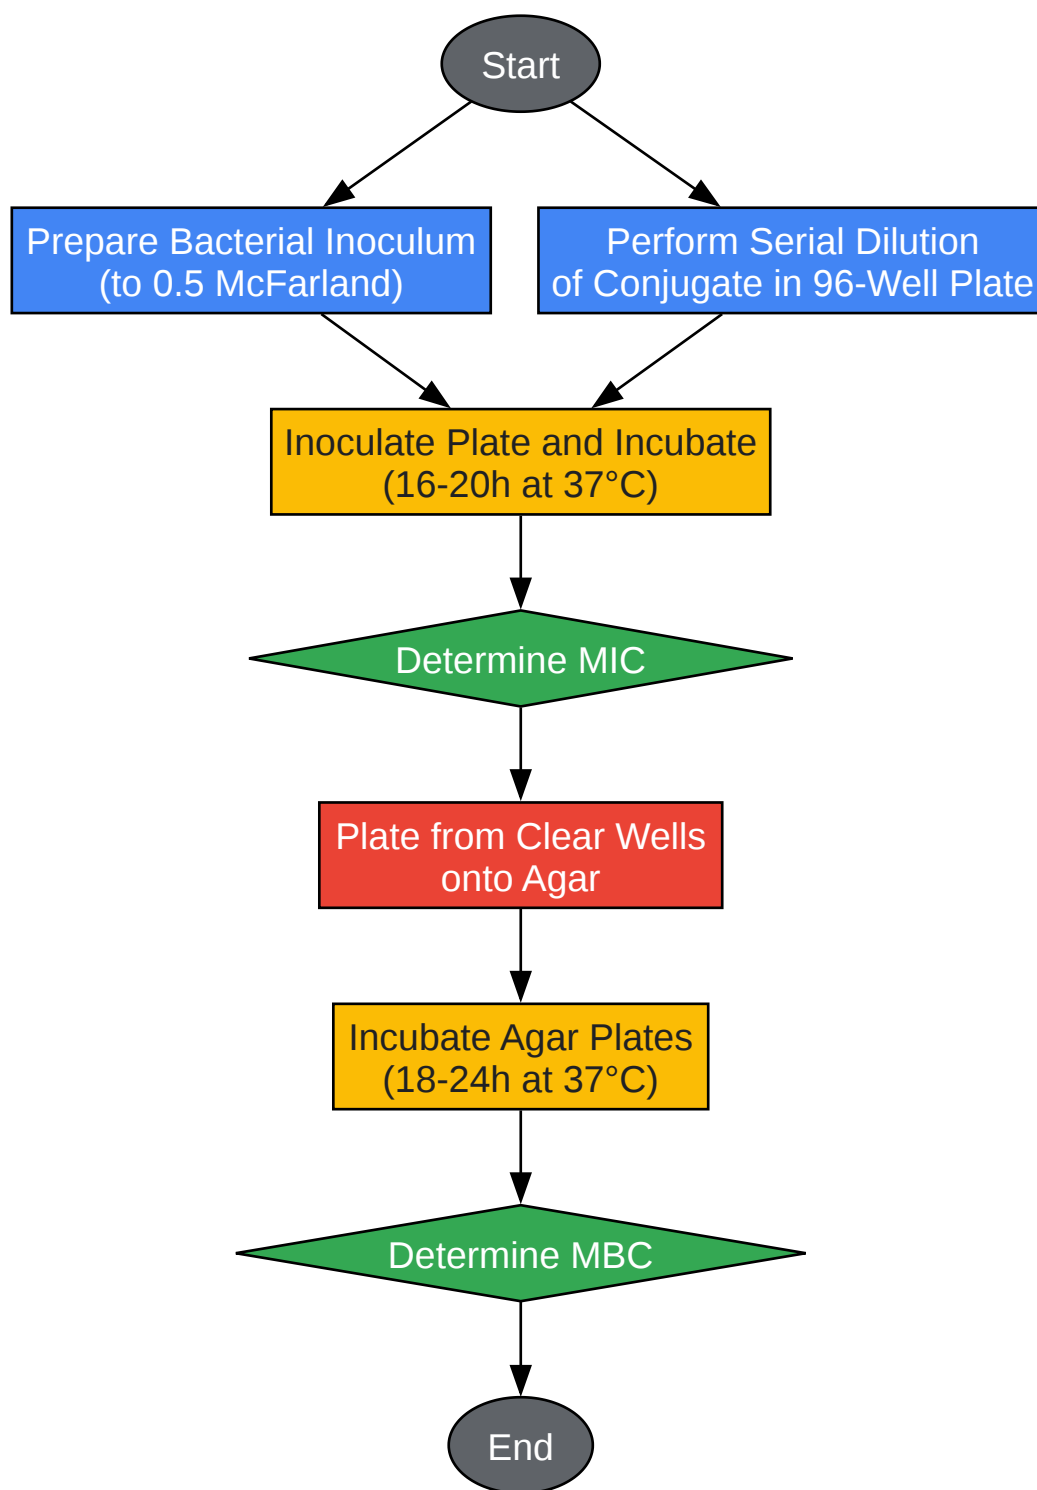 Start
Prepare Bacterial Inoculum
(to 0.5 McFarland)
Perform Serial Dilution
of Conjugate in 96-Well Plate
Inoculate Plate and Incubate
(16-20h at 37°C)
Determine MIC
Plate from Clear Wells
onto Agar
Incubate Agar Plates
(18-24h at 37°C)
Determine MBC
End